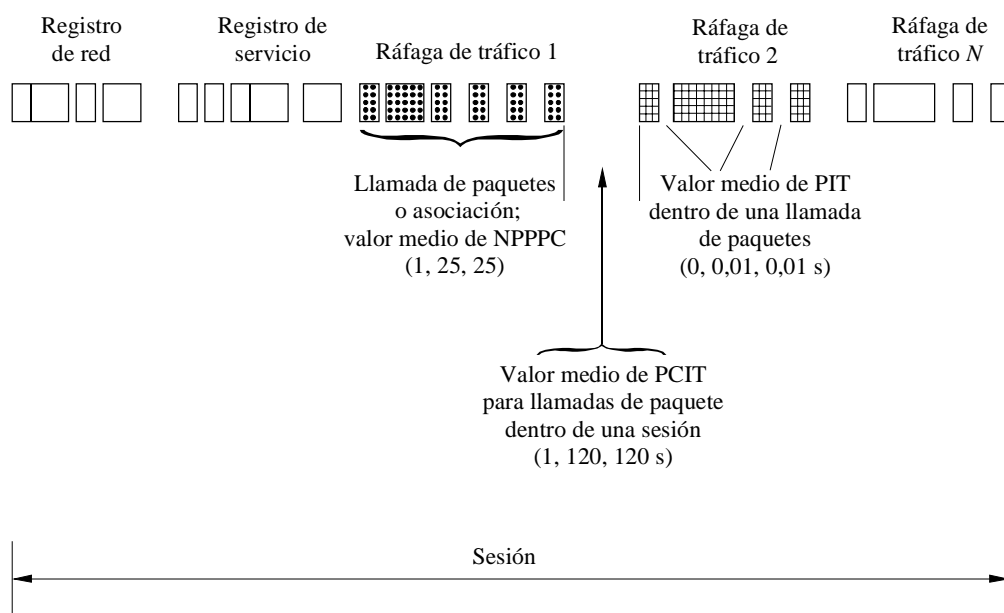 Registro
de red
Registro de
servicio
Ráfaga de tráfico 1
Ráfaga de
tráfico 2
Ráfaga de
tráfico N
Llamada de paquetes
o asociación;
valor medio de NPPPC
(1, 25, 25)
Valor medio de PIT
dentro de una llamada
de paquetes
(0, 0,01, 0,01 s)
Valor medio de PCIT
para llamadas de paquete
dentro de una sesión
(1, 120, 120 s)
Sesión